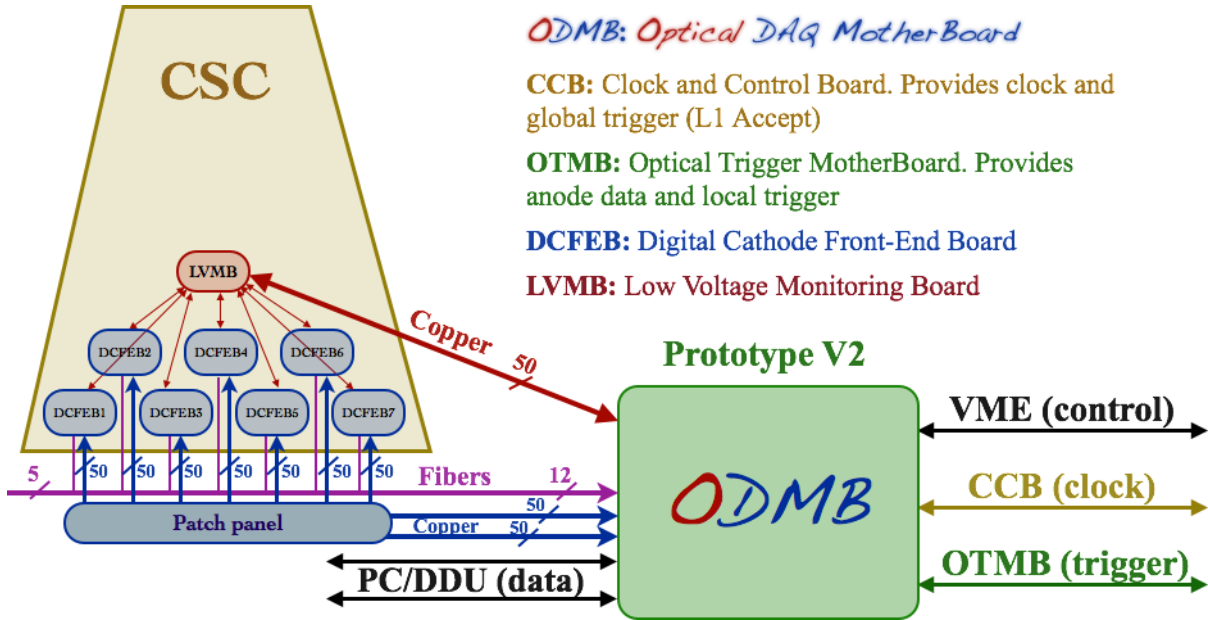 CSC
ODMB: Optical DAQ MotherBoard
CCB: Clock and Control Board. Provides clock and
global trigger (L1 Accept)
OTMB: Optical Trigger MotherBoard. Provides
anode data and local trigger
DCFEB: Digital Cathode Front-End Board
LVMB: Low Voltage Monitoring Board
LVMB
DCFEB2
DCFEB4
DCFEB6
DCFEB1
DCFEB3
DCFEB5
DCFEB7
Copper
50
50
50
50
50
50
50
50
5
Fibers
12
Patch panel
50
Copper
50
PC/DDU (data)
Prototype V2
ODMB
VME (control)
CCB (clock)
OTMB (trigger)